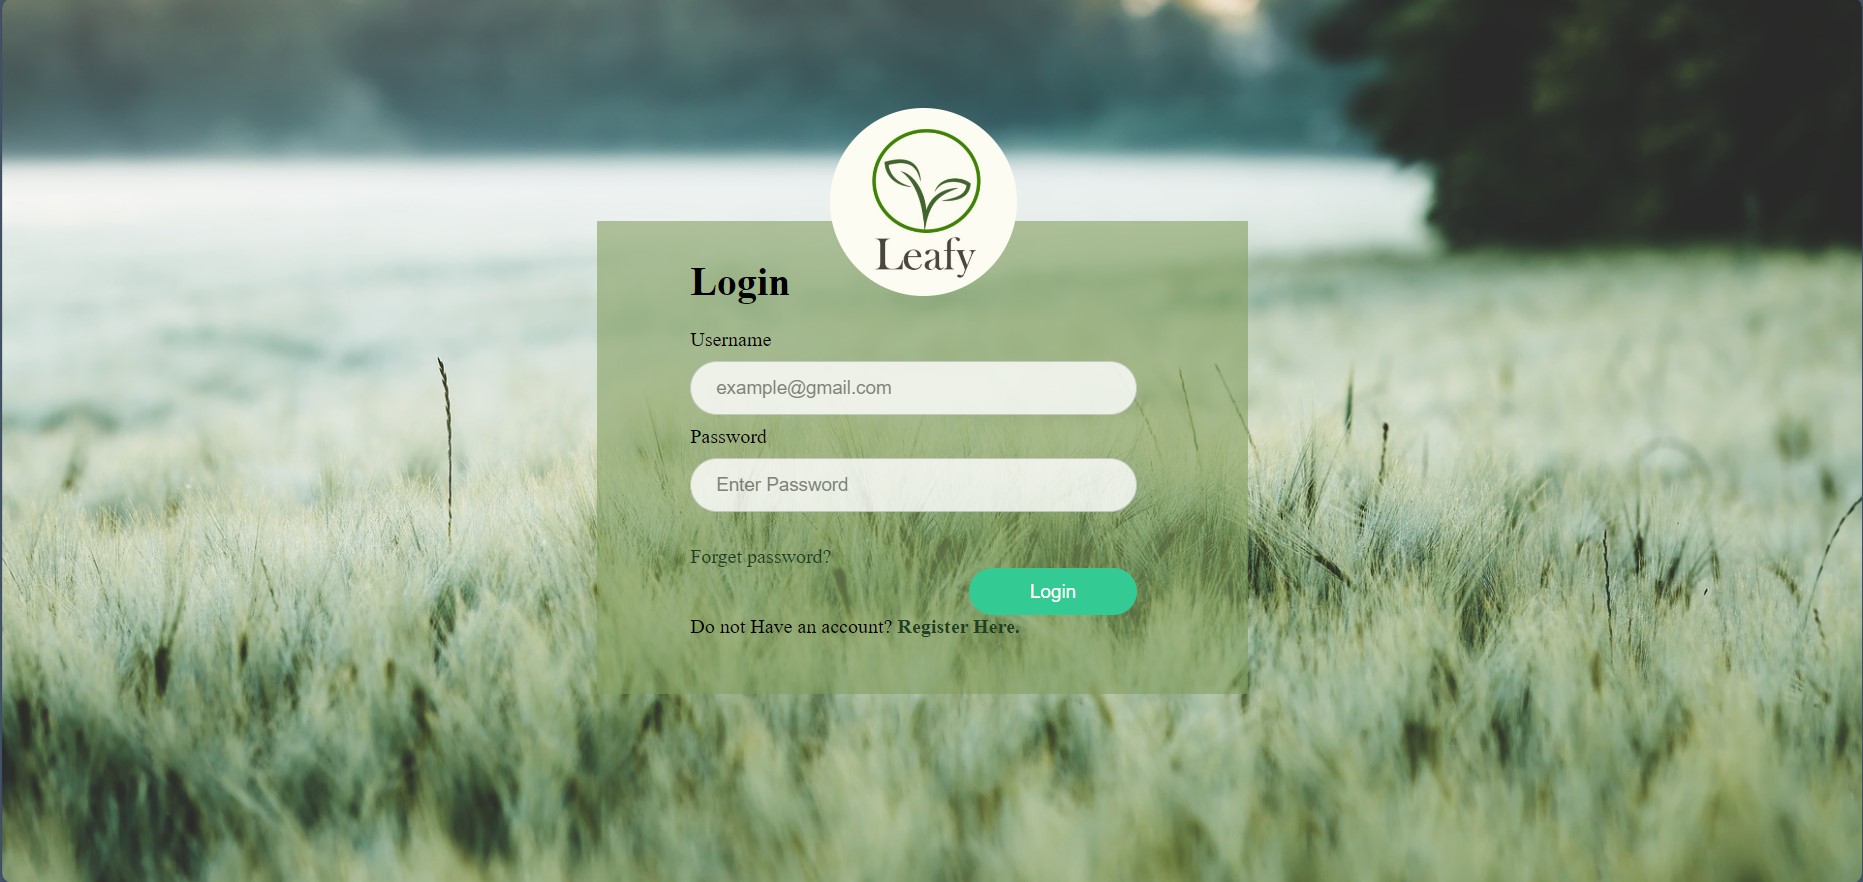 Leafy
Login
Username
example@gmail.com
Password
Enter Password
Forget password?
Login
Do not Have an account? Register Here.